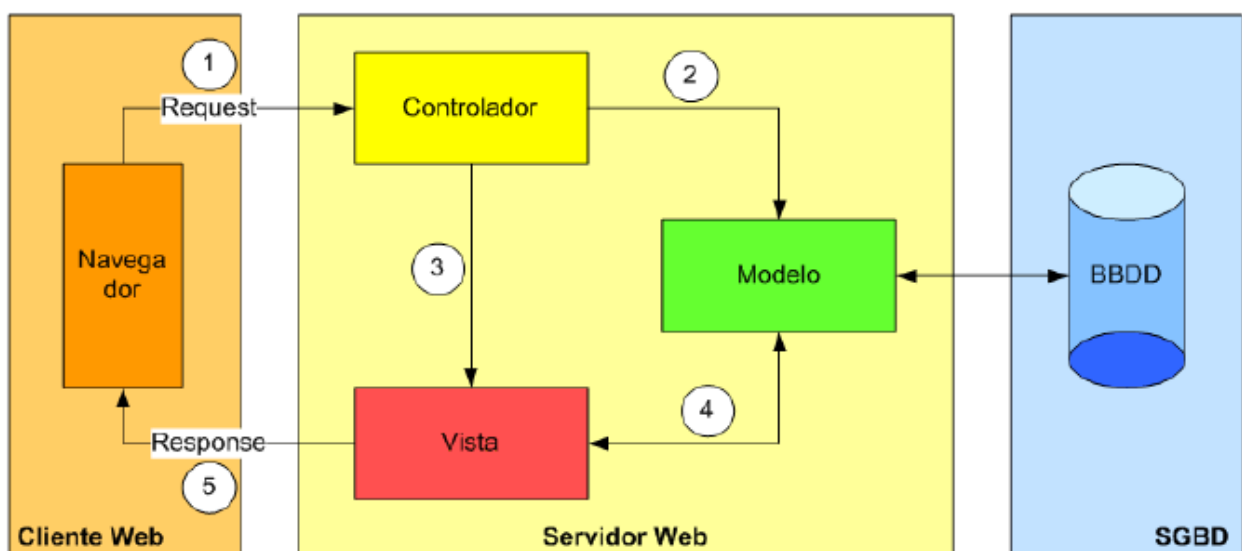 1
Request
Controlador
2
Navega
dor
3
Modelo
BBDD
4
Response
Vista
5
Cliente Web
Servidor Web
SGBD